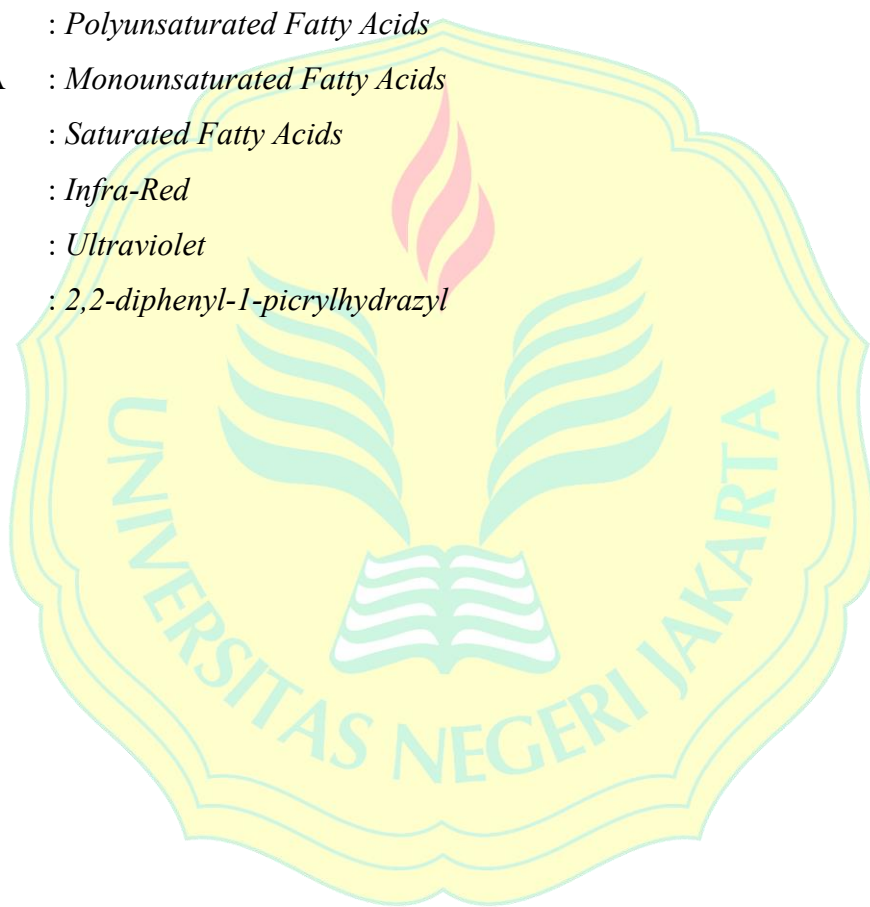 : Polyunsaturated Fatty Acids
A : Monounsaturated Fatty Acids
: Saturated Fatty Acids
: Infra-Red
: Ultraviolet
: 2,2-diphenyl-1-picrylhydrazyl
UNIVERSITAS NEGERI JAKARTA